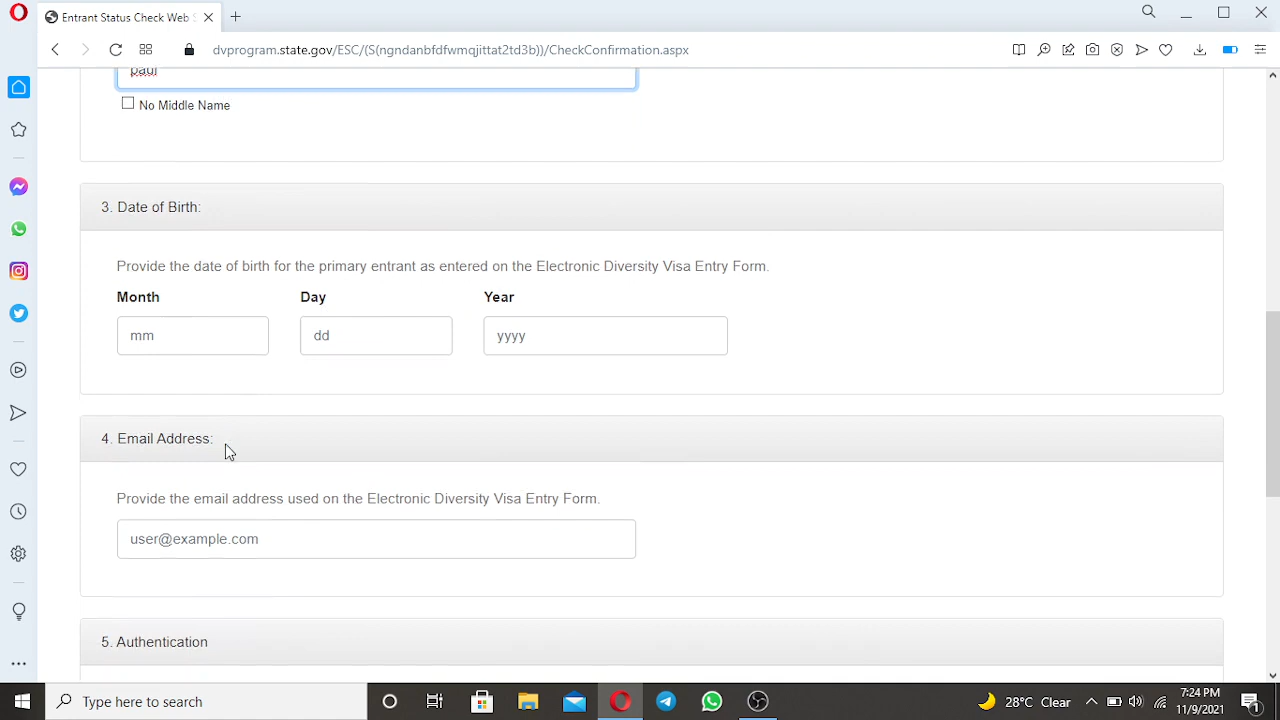 Entrant Status Check Web S
dvprogram.state.gov/ESC/(S(ngndanbfdfwmqjittat2td3b))/CheckConfirmation.aspx
paul
No Middle Name
3. Date of Birth:
Provide the date of birth for the primary entrant as entered on the Electronic Diversity Visa Entry Form.
Month Day Year
mm dd yyyy
4. Email Address:
Provide the email address used on the Electronic Diversity Visa Entry Form.
user@example.com
5. Authentication
Type here to search
28°C Clear
7:24 PM
11/9/2021
1